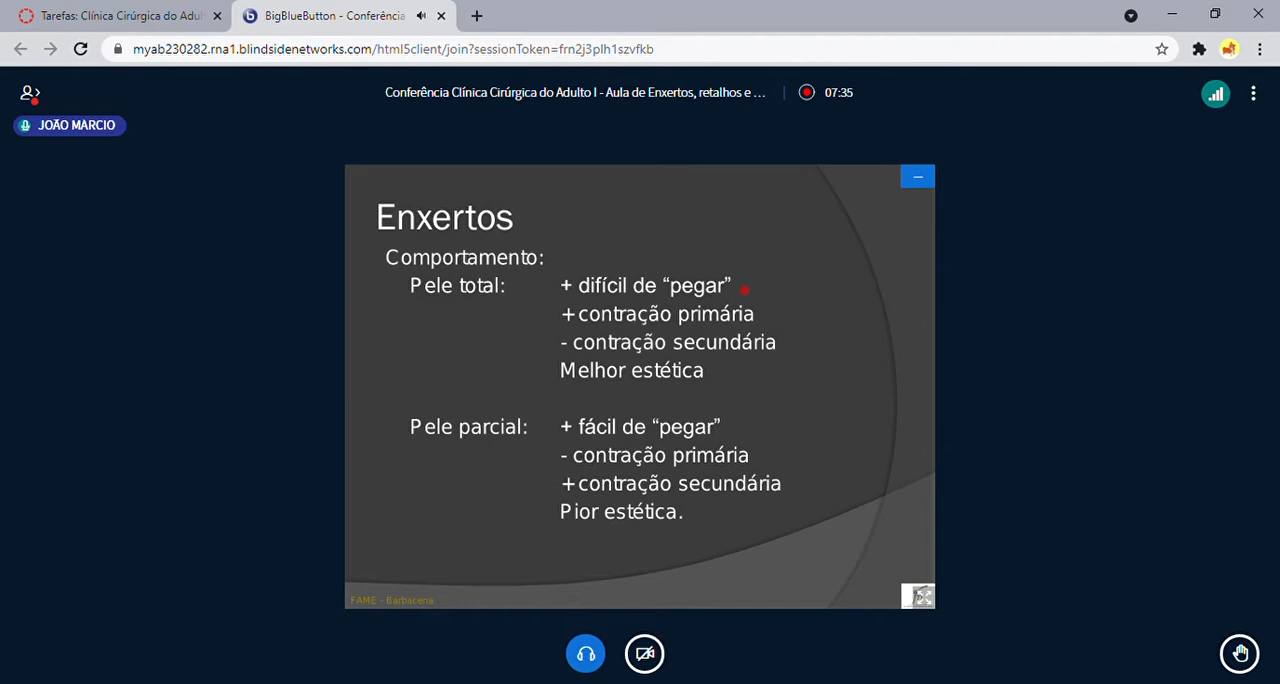 Tarefas: Clínica Cirúrgica do Adul
BigBlueButton - Conferência
myab230282.rna1.blindsidenetworks.com/html5client/join?sessionToken=frn2j3plh1szvfkb
Conferência Clínica Cirúrgica do Adulto I - Aula de Enxertos, retalhos e ...
07:35
JOÃO MARCIO
Enxertos
Comportamento:
Pele total: + difícil de “pegar”
+contração primária
- contração secundária
Melhor estética
Pele parcial: + fácil de “pegar”
- contração primária
+contração secundária
Pior estética.
FAME - Barbacena